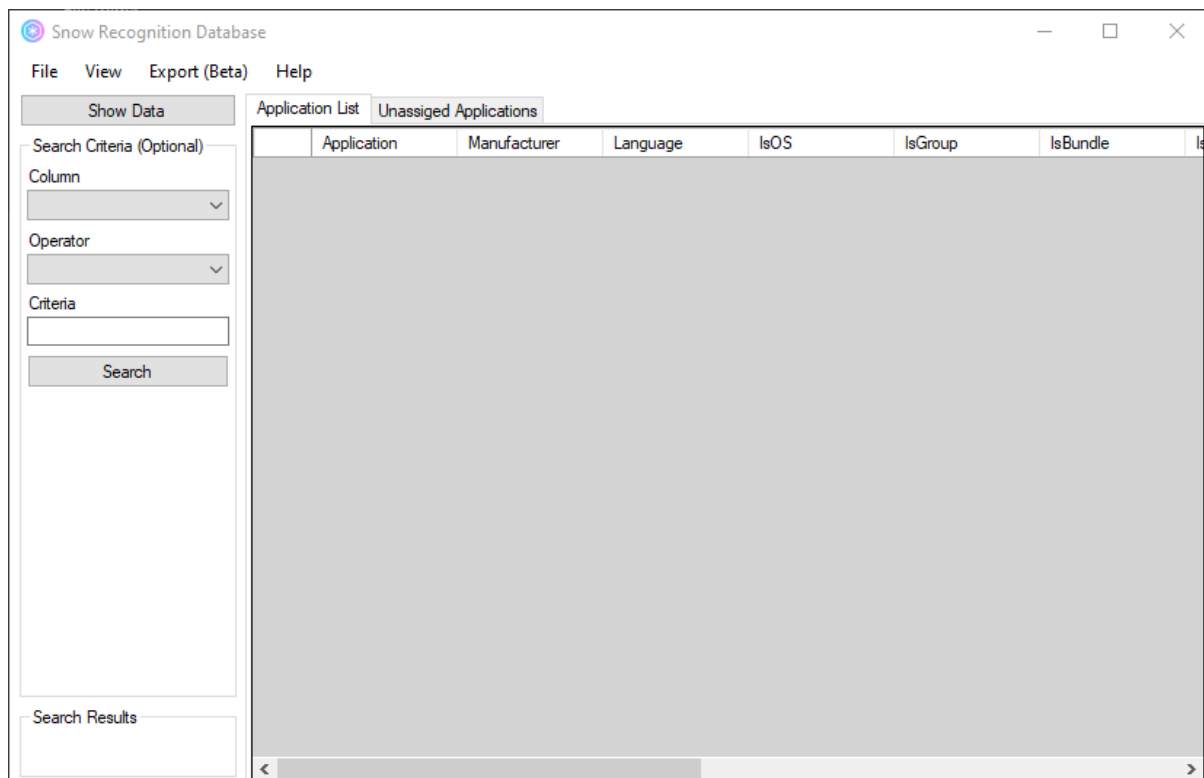 Snow Recognition Database
File View Export (Beta) Help
Show Data
Search Criteria (Optional)
Column
Operator
Criteria
Search
Search Results
Application List Unassiged Applications
Application Manufacturer Language IsOS IsGroup IsBundle